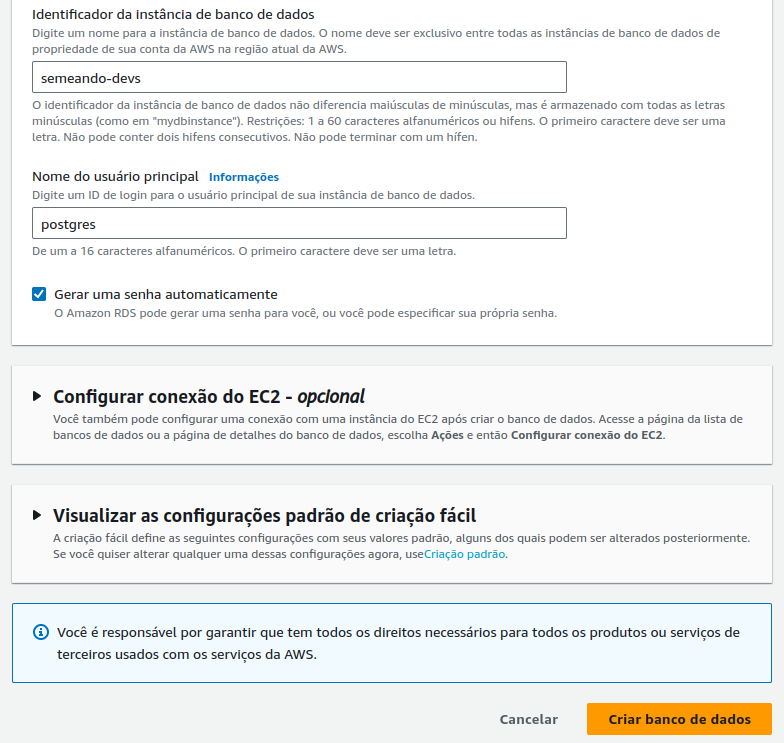 Identificador da instância de banco de dados
Digite um nome para a instância de banco de dados. O nome deve ser exclusivo entre todas as instâncias de banco de dados de
propriedade de sua conta da AWS na região atual da AWS.
semeando-devs
O identificador da instância de banco de dados não diferencia maiúsculas de minúsculas, mas é armazenado com todas as letras
minúsculas (como em "mydbinstance"). Restrições: 1 a 60 caracteres alfanuméricos ou hifens. O primeiro caractere deve ser uma
letra. Não pode conter dois hifens consecutivos. Não pode terminar com um hífen.
Nome do usuário principal Informações
Digite um ID de login para o usuário principal de sua instância de banco de dados.
postgres
De um a 16 caracteres alfanuméricos. O primeiro caractere deve ser uma letra.
Gerar uma senha automaticamente
O Amazon RDS pode gerar uma senha para você, ou você pode especificar sua própria senha.
Configurar conexão do EC2 - opcional
Você também pode configurar uma conexão com uma instância do EC2 após criar o banco de dados. Acesse a página da lista de
bancos de dados ou a página de detalhes do banco de dados, escolha Ações e então Configurar conexão do EC2.
Visualizar as configurações padrão de criação fácil
A criação fácil define as seguintes configurações com seus valores padrão, alguns dos quais podem ser alterados posteriormente.
Se você quiser alterar qualquer uma dessas configurações agora, useCriação padrão.
Você é responsável por garantir que tem todos os direitos necessários para todos os produtos ou serviços de
terceiros usados com os serviços da AWS.
Cancelar Criar banco de dados